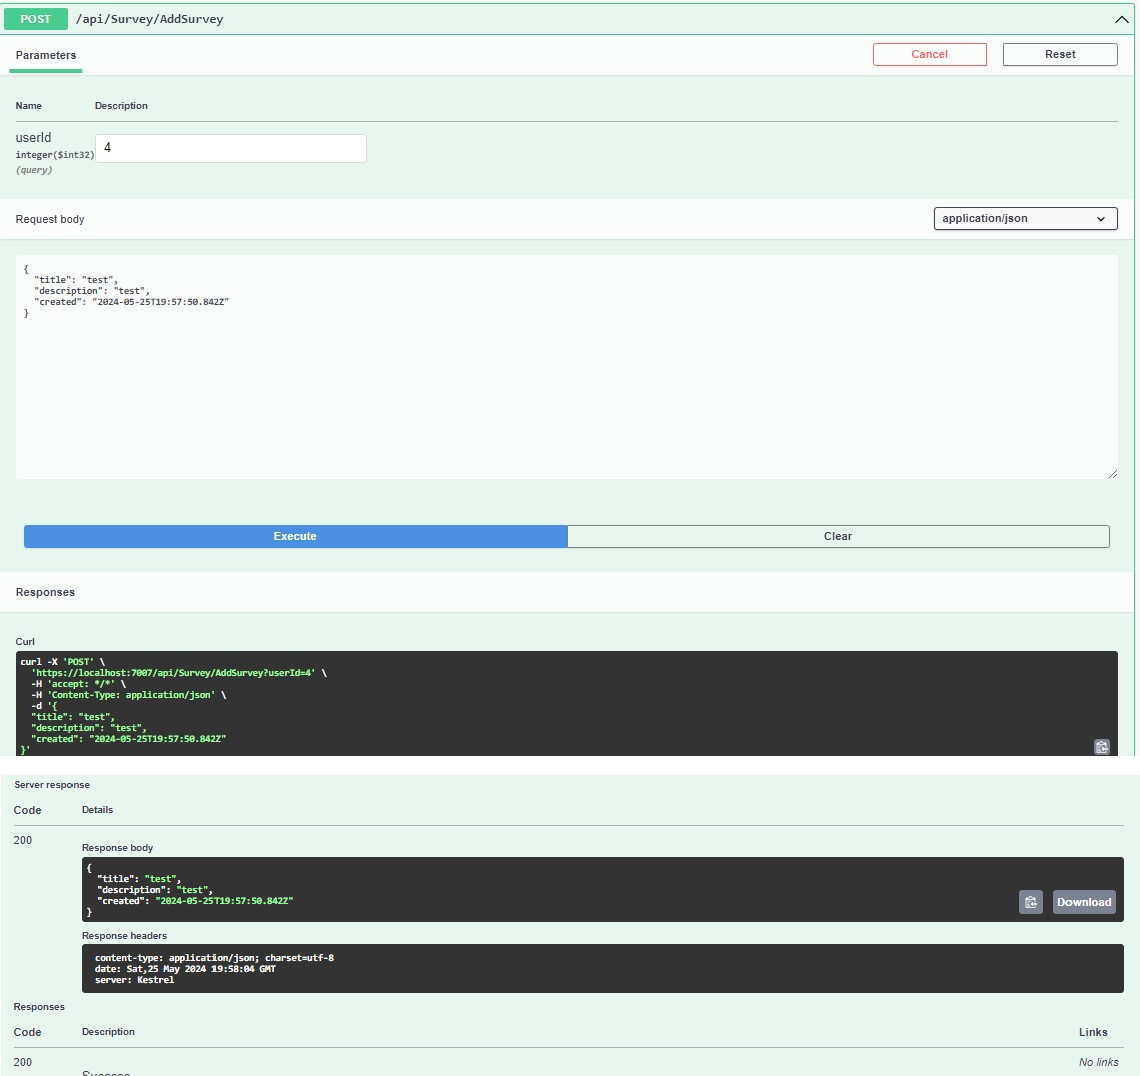 POST /api/Survey/AddSurvey
Parameters
Cancel
Reset
Name Description
userId
integer($int32)
(query)
4
Request body
application/json
{
  "title": "test",
  "description": "test",
  "created": "2024-05-25T19:57:50.842Z"
}
Execute
Clear
Responses
Curl
curl -X 'POST' \
  'https://localhost:7007/api/Survey/AddSurvey?userId=4' \
  -H 'accept: */*' \
  -H 'Content-Type: application/json' \
  -d '{
  "title": "test",
  "description": "test",
  "created": "2024-05-25T19:57:50.842Z"
}'
Server response
Code Details
200
Response body
{
  "title": "test",
  "description": "test",
  "created": "2024-05-25T19:57:50.842Z"
}
Download
Response headers
content-type: application/json; charset=utf-8
date: Sat,25 May 2024 19:58:04 GMT
server: Kestrel
Responses
Code Description Links
200 No links
Success